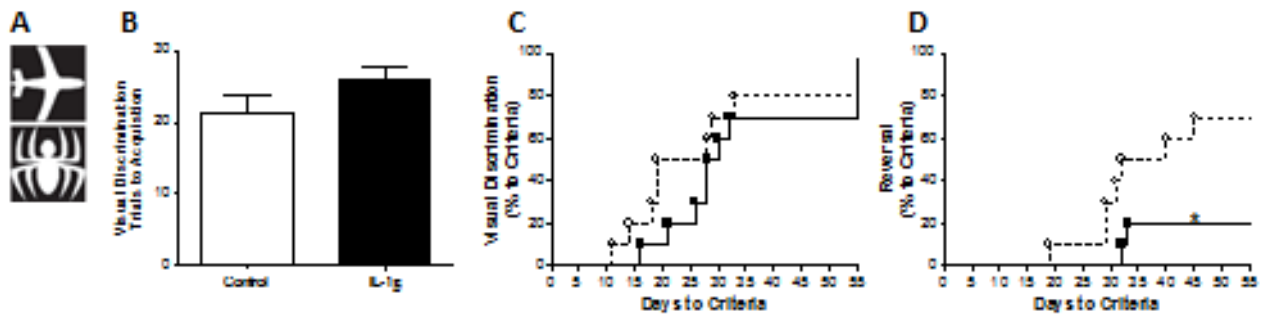 A
B
C
D
Visual Discrimination
Trials to Acquisition
30
20
10
0
Control
IL-1β
Visual Discrimination
(% to Criteria)
100
80
60
40
20
0
0 5 10 15 20 25 30 35 40 45 50 55
Days to Criteria
Reversal
(% to Criteria)
100
80
60
40
20
0
*
0 5 10 15 20 25 30 35 40 45 50 55
Days to Criteria